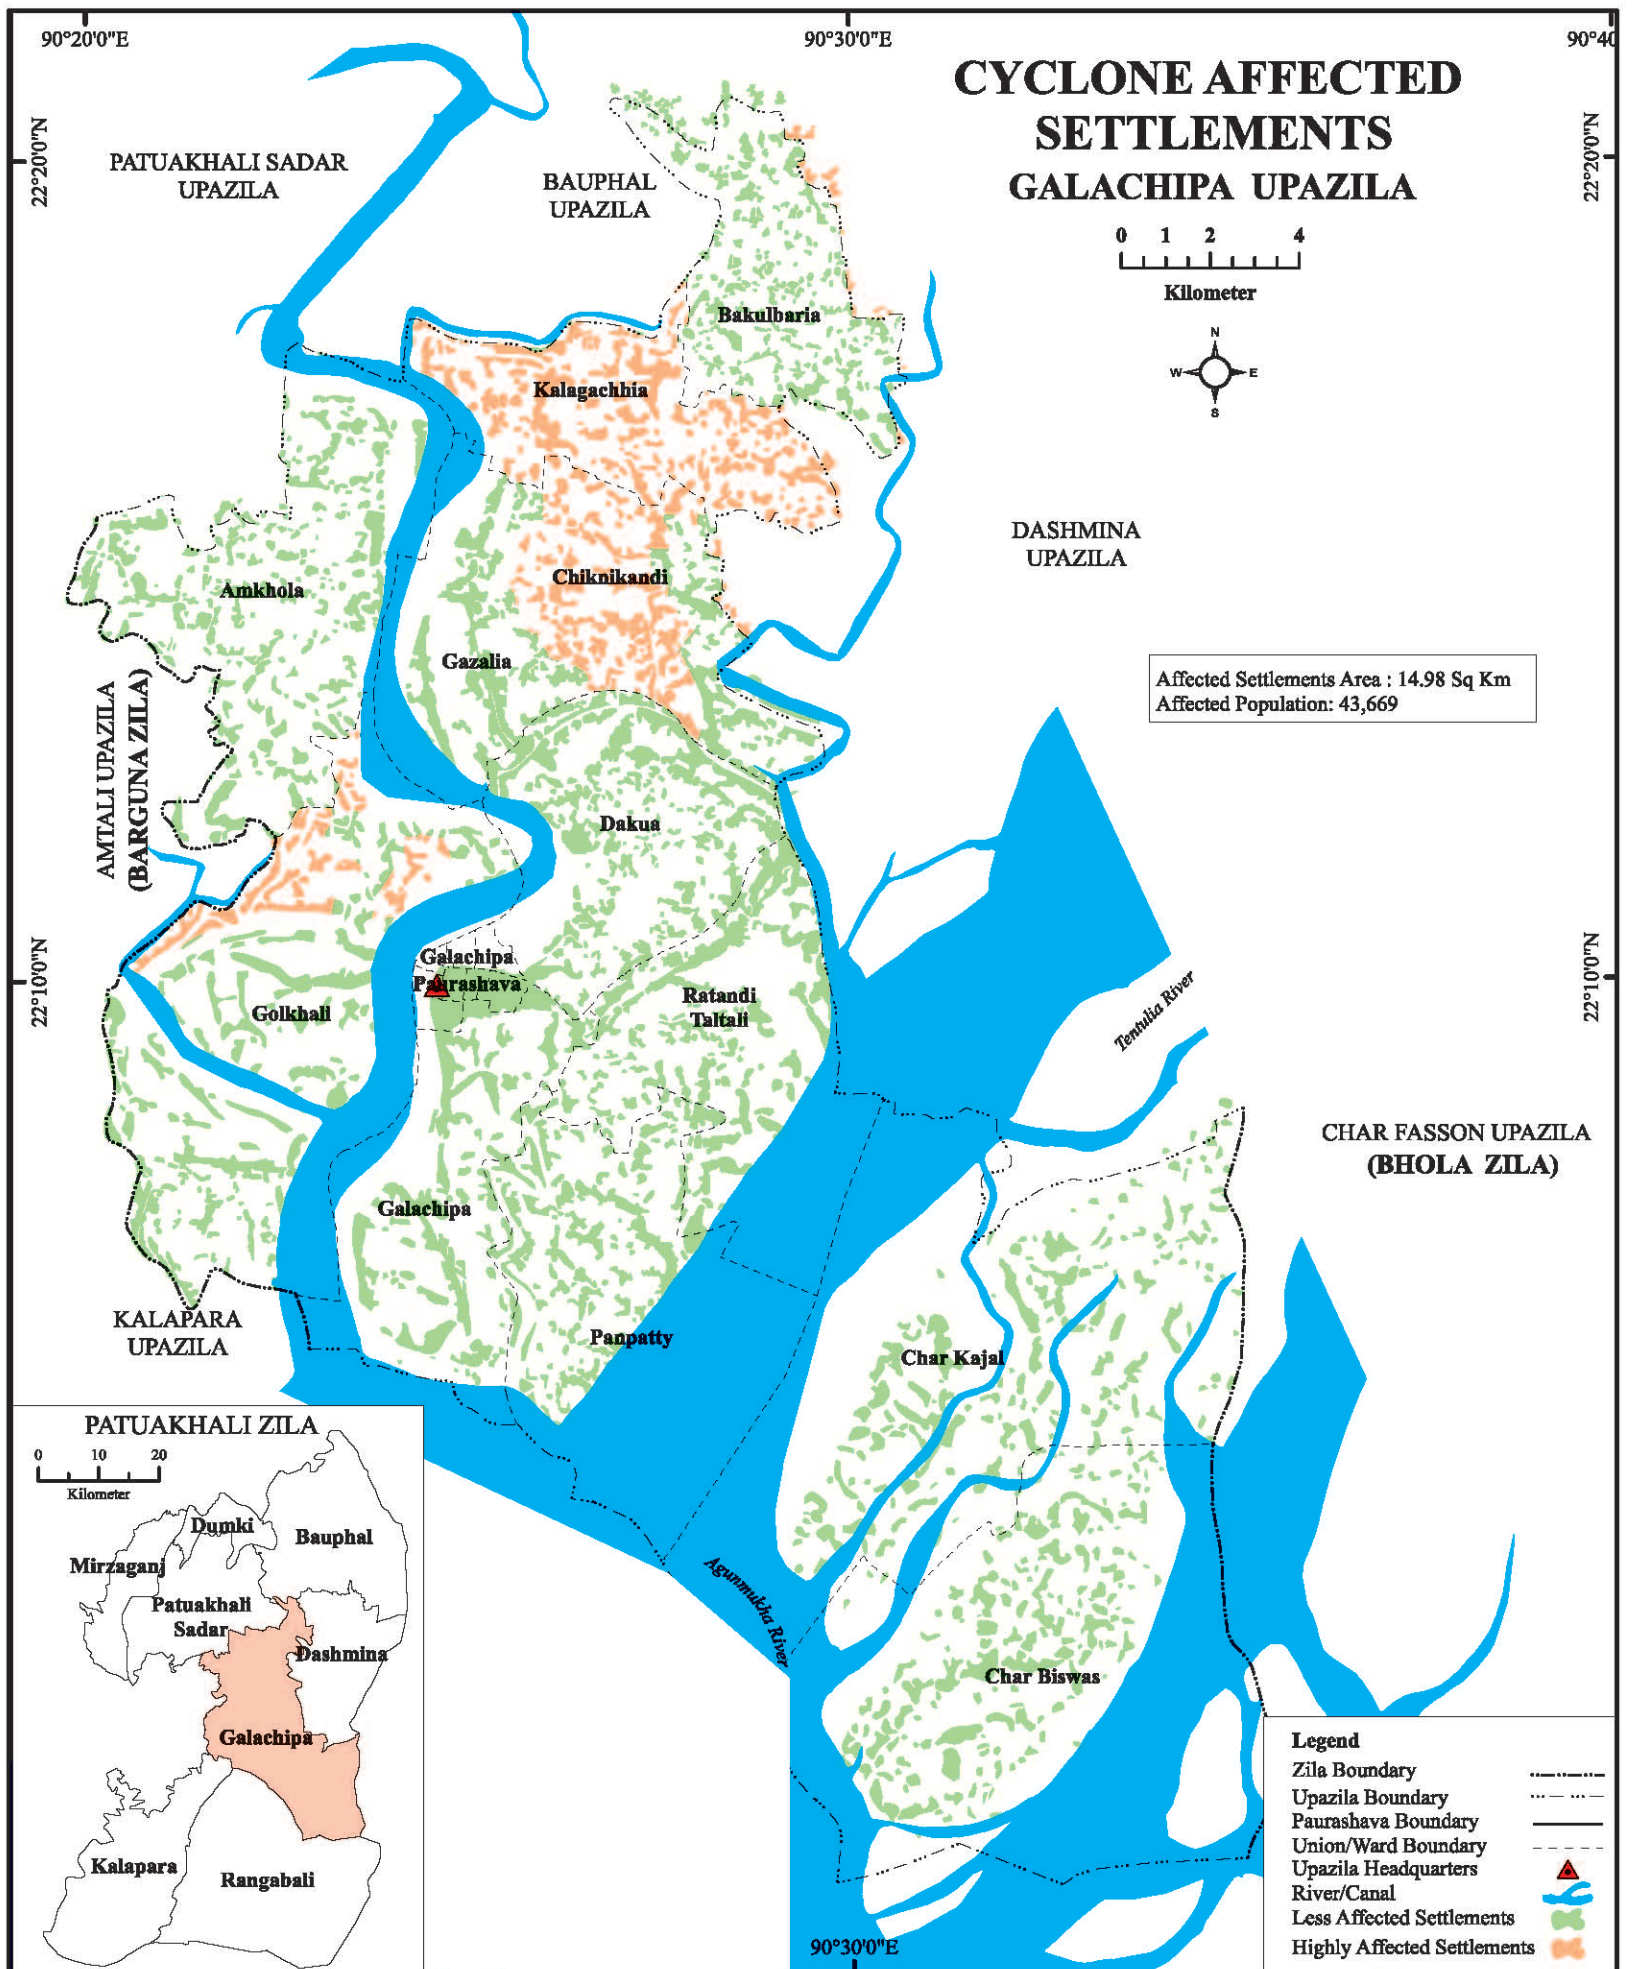 90°20'0"E
90°30'0"E
90°40
CYCLONE AFFECTED
SETTLEMENTS
GALACHIPA UPAZILA
22°20'0"N
22°20'0"N
PATUAKHALI SADAR
UPAZILA
BAUPHAL
UPAZILA
0 1 2 4
Kilometer
N
W E
S
Bakulbaria
Kalagachhia
DASHMINA
UPAZILA
Chiknikandi
Amkhola
Gazalia
AMTALI UPAZILA
(BARGUNA ZILA)
Affected Settlements Area : 14.98 Sq Km
Affected Population: 43,669
Dakua
22°10'0"N
22°10'0"N
Galachipa
Paurashava
Ratandi
Taltali
Golkhali
Tentulia River
CHAR FASSON UPAZILA
(BHOLA ZILA)
Galachipa
KALAPARA
UPAZILA
Panpatty
Char Kajal
Agunmukha River
Char Biswas
PATUAKHALI ZILA
0 10 20
Kilometer
Dumki
Bauphal
Mirzaganj
Patuakhali
Sadar
Dashmina
Galachipa
Kalapara
Rangabali
90°30'0"E
Legend
Zila Boundary
Upazila Boundary
Paurashava Boundary
Union/Ward Boundary
Upazila Headquarters
River/Canal
Less Affected Settlements
Highly Affected Settlements